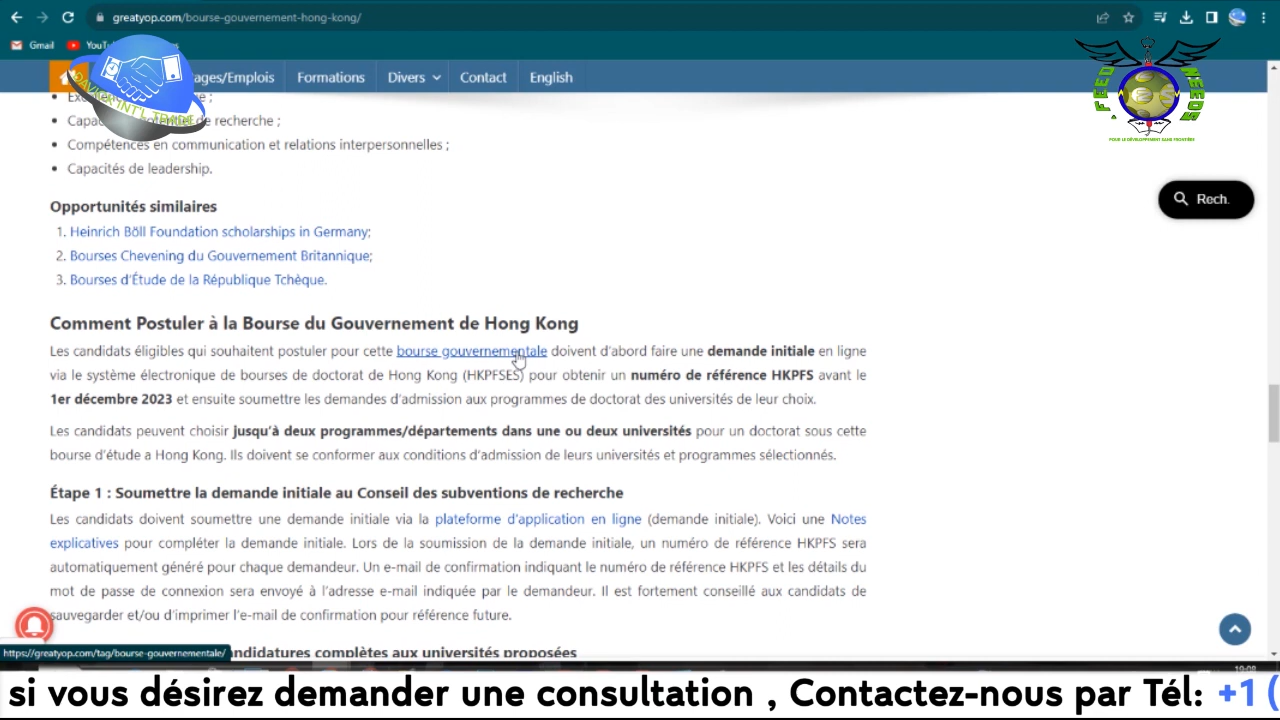 greatyop.com/bourse-gouvernement-hong-kong/
Gmail
Formations Divers Contact English
POUR LE DÉVELOPPEMENT SANS FRONTIÈRE
de recherche ;
Compétences en communication et relations interpersonnelles ;
Capacités de leadership.
Rech.
Opportunités similaires
1. Heinrich Böll Foundation scholarships in Germany;
2. Bourses Chevening du Gouvernement Britannique;
3. Bourses d'Étude de la République Tchèque.
Comment Postuler à la Bourse du Gouvernement de Hong Kong
Les candidats éligibles qui souhaitent postuler pour cette bourse gouvernementale doivent d'abord faire une demande initiale en ligne
via le système électronique de bourses de doctorat de Hong Kong (HKPFSES) pour obtenir un numéro de référence HKPFS avant le
1er décembre 2023 et ensuite soumettre les demandes d'admission aux programmes de doctorat des universités de leur choix.
Les candidats peuvent choisir jusqu'à deux programmes/départements dans une ou deux universités pour un doctorat sous cette
bourse d'étude a Hong Kong. Ils doivent se conformer aux conditions d'admission de leurs universités et programmes sélectionnés.
Étape 1 : Soumettre la demande initiale au Conseil des subventions de recherche
Les candidats doivent soumettre une demande initiale via la plateforme d'application en ligne (demande initiale). Voici une Notes
explicatives pour compléter la demande initiale. Lors de la soumission de la demande initiale, un numéro de référence HKPFS sera
automatiquement généré pour chaque demandeur. Un e-mail de confirmation indiquant le numéro de référence HKPFS et les détails du
mot de passe de connexion sera envoyé à l'adresse e-mail indiquée par le demandeur. Il est fortement conseillé aux candidats de
sauvegarder et/ou d'imprimer l'e-mail de confirmation pour référence future.
https://greatyop.com/tag/bourse-gouvernementale/
complètes aux universités proposées
si vous désirez demander une consultation , Contactez-nous par Tél: +1 (